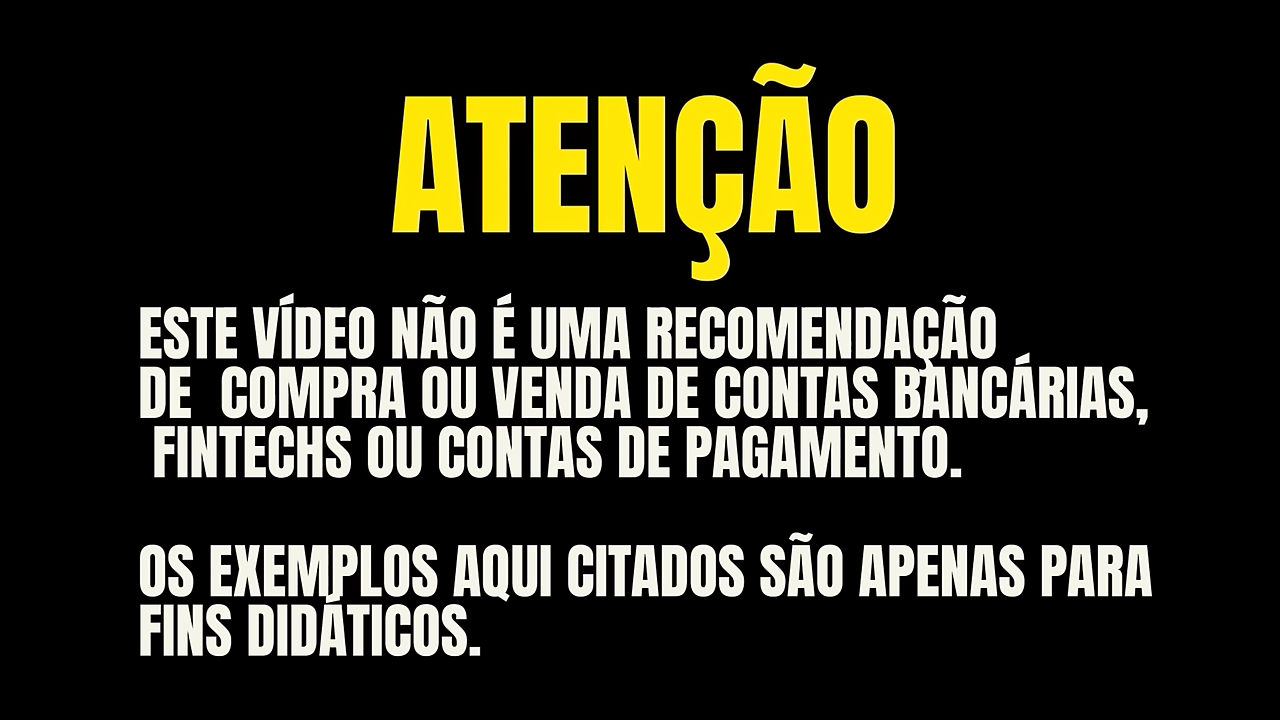 ATENÇÃO
ESTE VÍDEO NÃO É UMA RECOMENDAÇÃO
DE COMPRA OU VENDA DE CONTAS BANCÁRIAS,
FINTECHS OU CONTAS DE PAGAMENTO.
OS EXEMPLOS AQUI CITADOS SÃO APENAS PARA
FINS DIDÁTICOS.